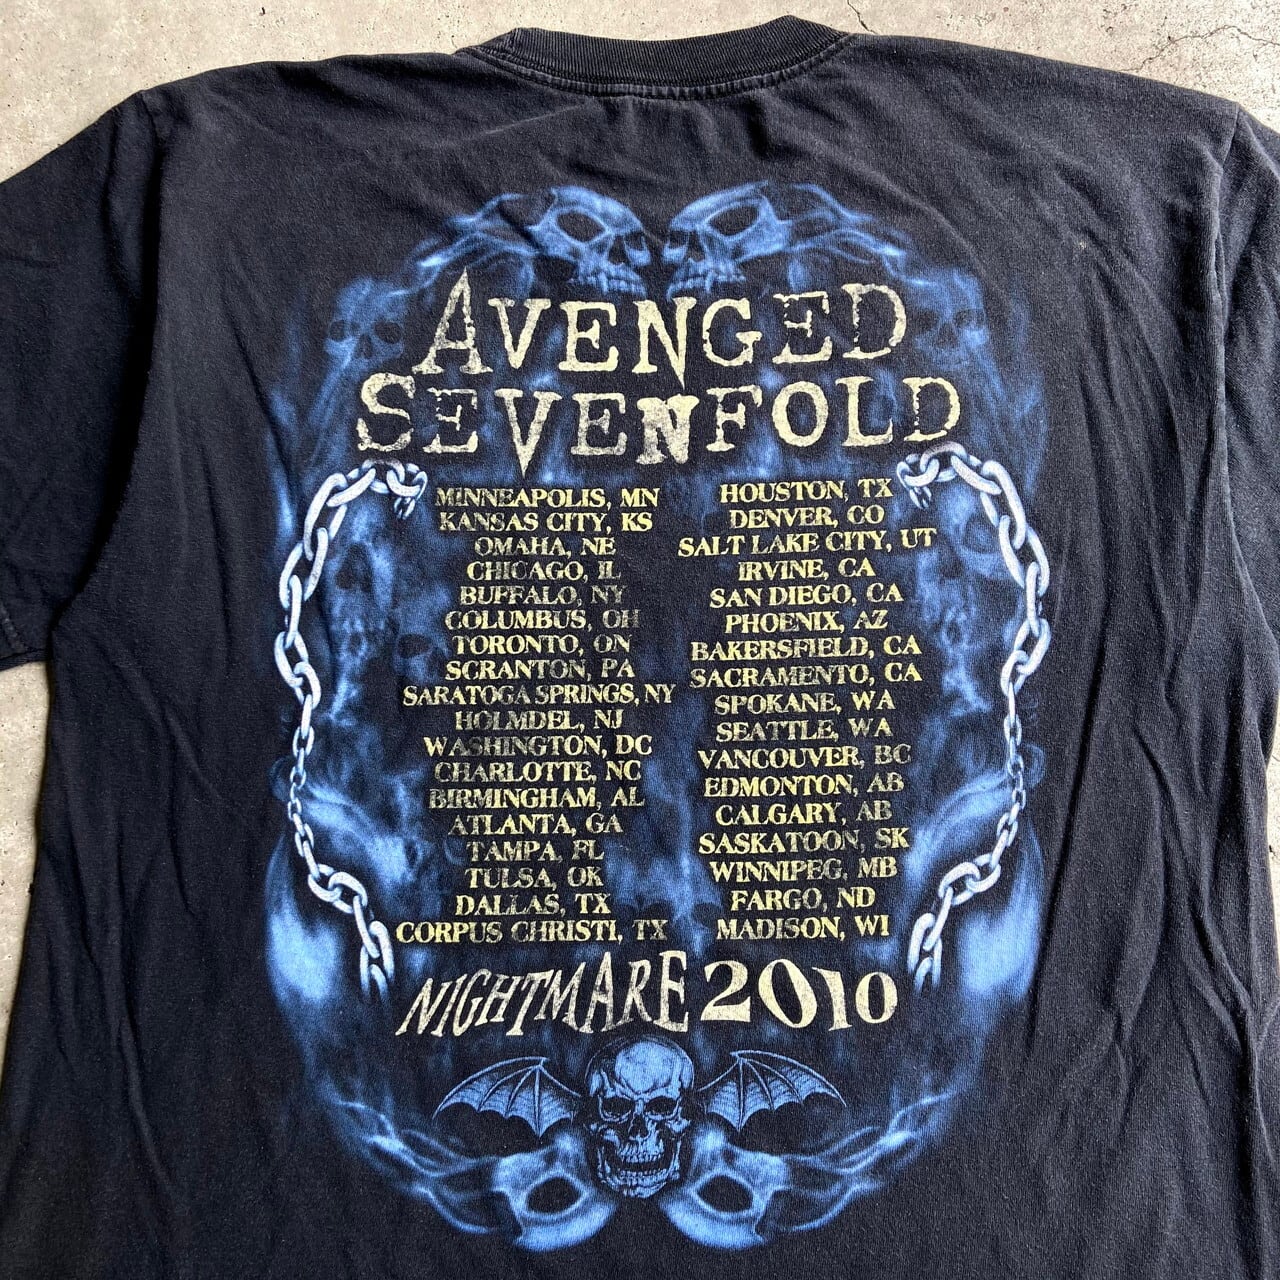 AVENGED
SEVENFOLD
MINNEAPOLIS, MN
KANSAS CITY, KS
OMAHA, NE
CHICAGO, IL
BUFFALO, NY
COLUMBUS, OH
TORONTO, ON
SCRANTON, PA
SARATOGA SPRINGS, NY
HOLMDEL, NJ
WASHINGTON, DC
CHARLOTTE, NC
BIRMINGHAM, AL
ATLANTA, GA
TAMPA, FL
TULSA, OK
DALLAS, TX
CORPUS CHRISTI, TX
HOUSTON, TX
DENVER, CO
SALT LAKE CITY, UT
IRVINE, CA
SAN DIEGO, CA
PHOENIX, AZ
BAKERSFIELD, CA
SACRAMENTO, CA
SPOKANE, WA
SEATTLE, WA
VANCOUVER, BC
EDMONTON, AB
CALGARY, AB
SASKATOON, SK
WINNIPEG, MB
FARGO, ND
MADISON, WI
NIGHTMARE 2010